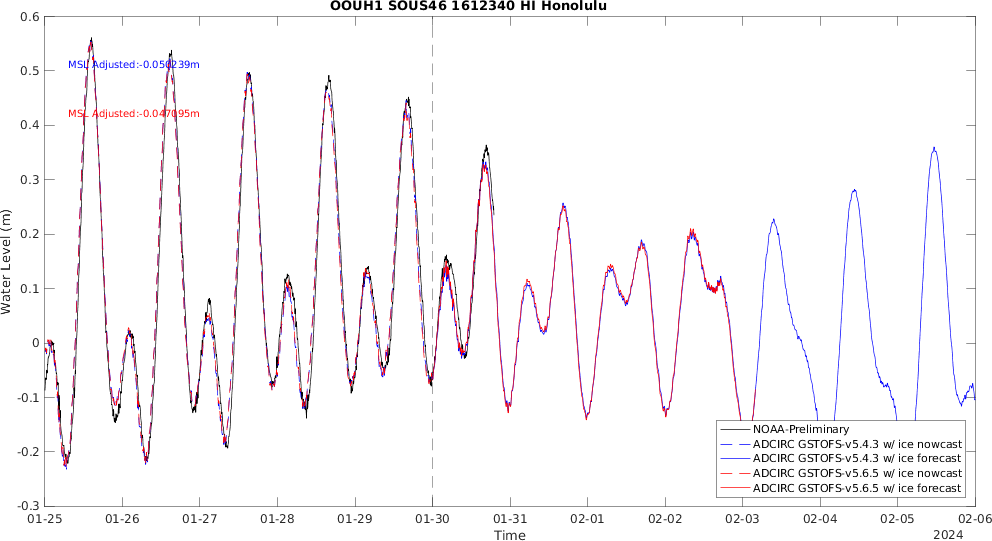 OOUH1 SOUS46 1612340 HI Honolulu
0.6
0.5
0.4
0.3
0.2
0.1
0
-0.1
-0.2
-0.3
Water Level (m)
MSL Adjusted:-0.050239m
MSL Adjusted:-0.047095m
NOAA-Preliminary
ADCIRC GSTOFS-v5.4.3 w/ ice nowcast
ADCIRC GSTOFS-v5.4.3 w/ ice forecast
ADCIRC GSTOFS-v5.6.5 w/ ice nowcast
ADCIRC GSTOFS-v5.6.5 w/ ice forecast
01-25 01-26 01-27 01-28 01-29 01-30 01-31 02-01 02-02 02-03 02-04 02-05 02-06
Time
2024